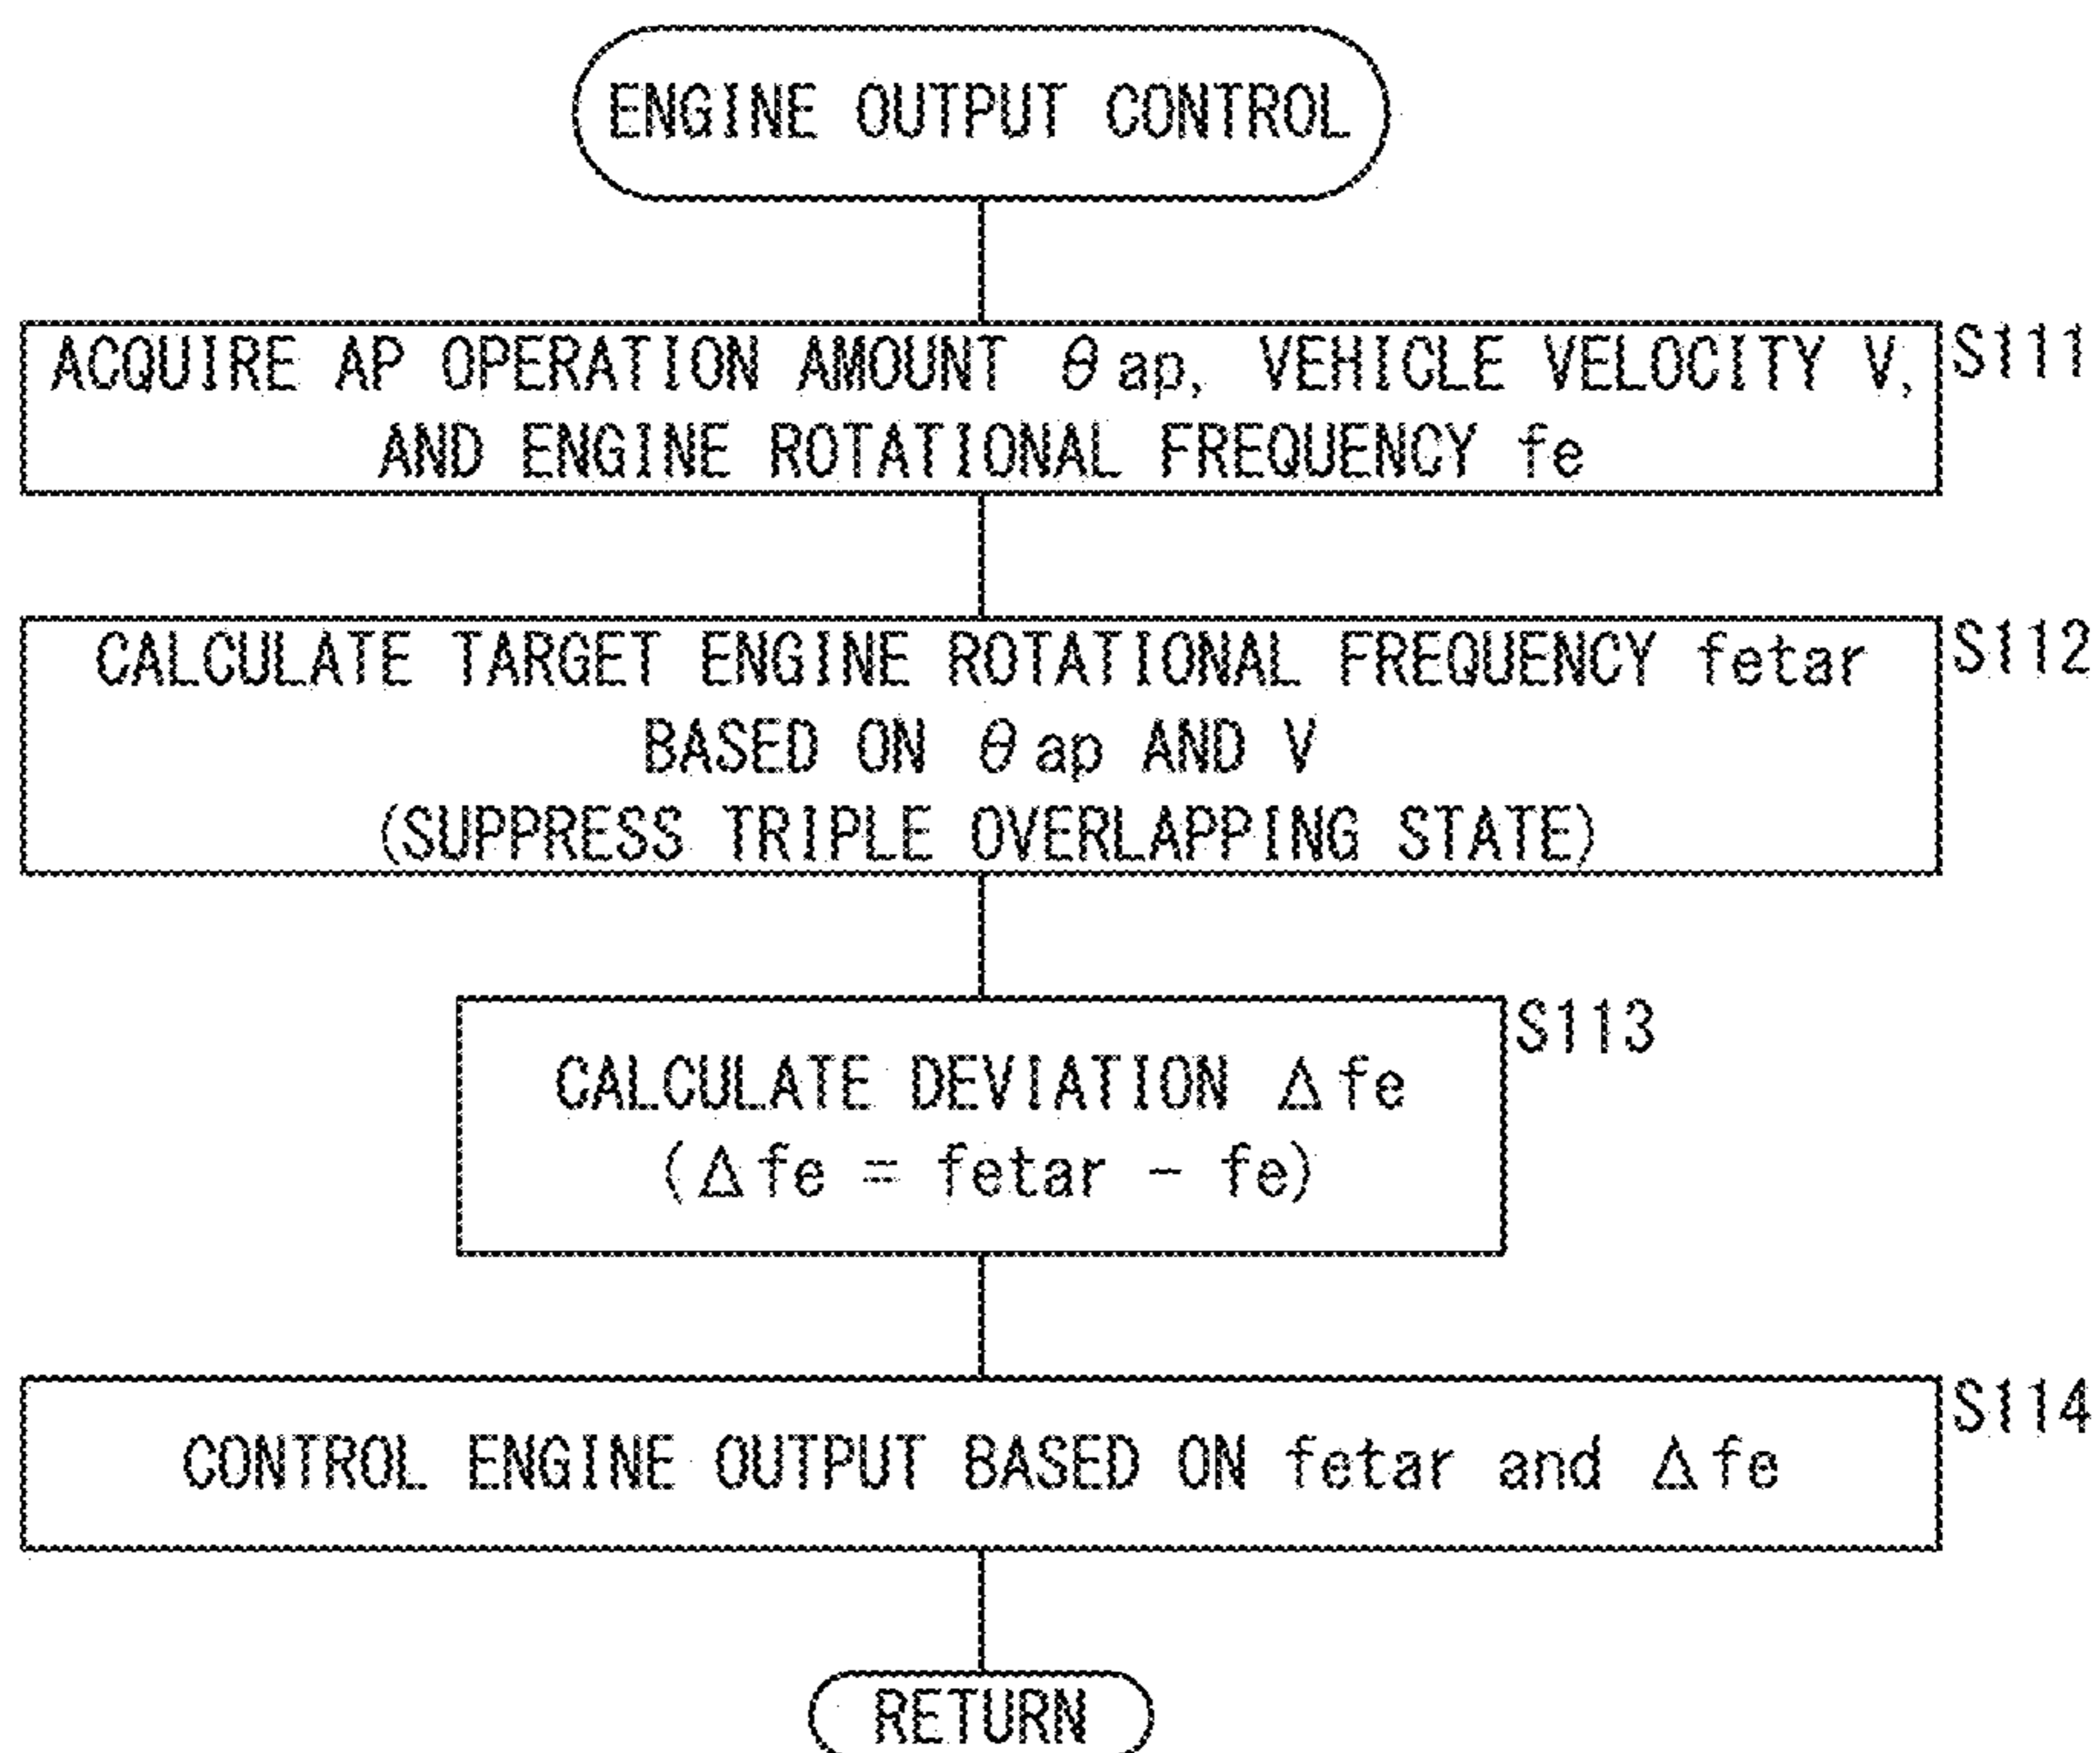 ENGINE OUTPUT CONTROL
ACQUIRE AP OPERATION AMOUNT θap, VEHICLE VELOCITY V,
AND ENGINE ROTATIONAL FREQUENCY fe
S111
CALCULATE TARGET ENGINE ROTATIONAL FREQUENCY fetar
BASED ON θap AND V
(SUPPRESS TRIPLE OVERLAPPING STATE)
S112
CALCULATE DEVIATION Δfe
(Δfe = fetar - fe)
S113
CONTROL ENGINE OUTPUT BASED ON fetar and Δfe
S114
RETURN